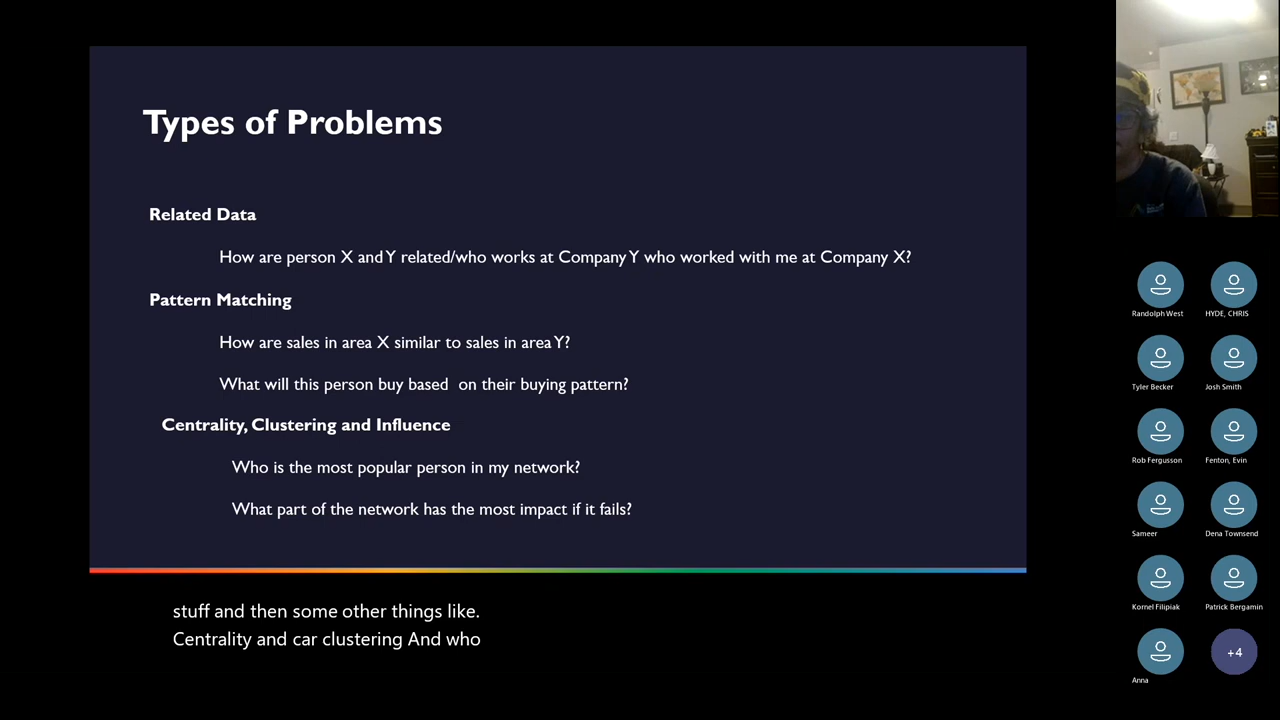 Types of Problems
Related Data
How are person X and Y related/who works at Company Y who worked with me at Company X?
Pattern Matching
How are sales in area X similar to sales in area Y?
What will this person buy based on their buying pattern?
Centrality, Clustering and Influence
Who is the most popular person in my network?
What part of the network has the most impact if it fails?
stuff and then some other things like.
Centrality and car clustering And who
Randolph West
HYDE, CHRIS
Tyler Becker
Josh Smith
Rob Fergusson
Fenton, Evin
Sameer
Dena Townsend
Kornel Filipiak
Patrick Bergamin
Anna
+4